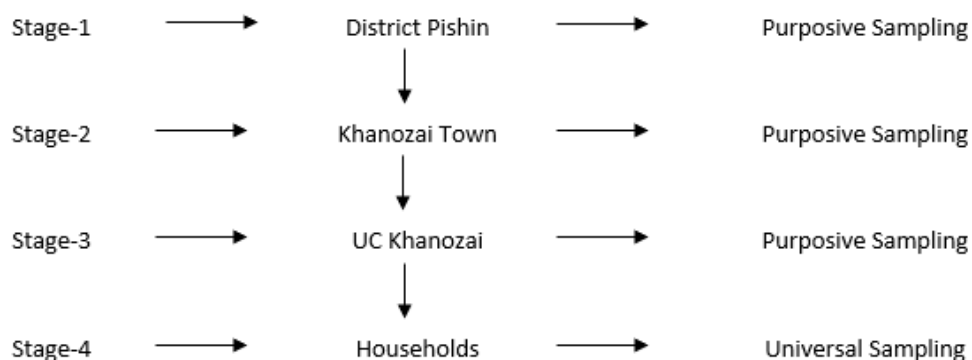 Stage-1 District Pishin Purposive Sampling
Stage-2 Khanozai Town Purposive Sampling
Stage-3 UC Khanozai Purposive Sampling
Stage-4 Households Universal Sampling